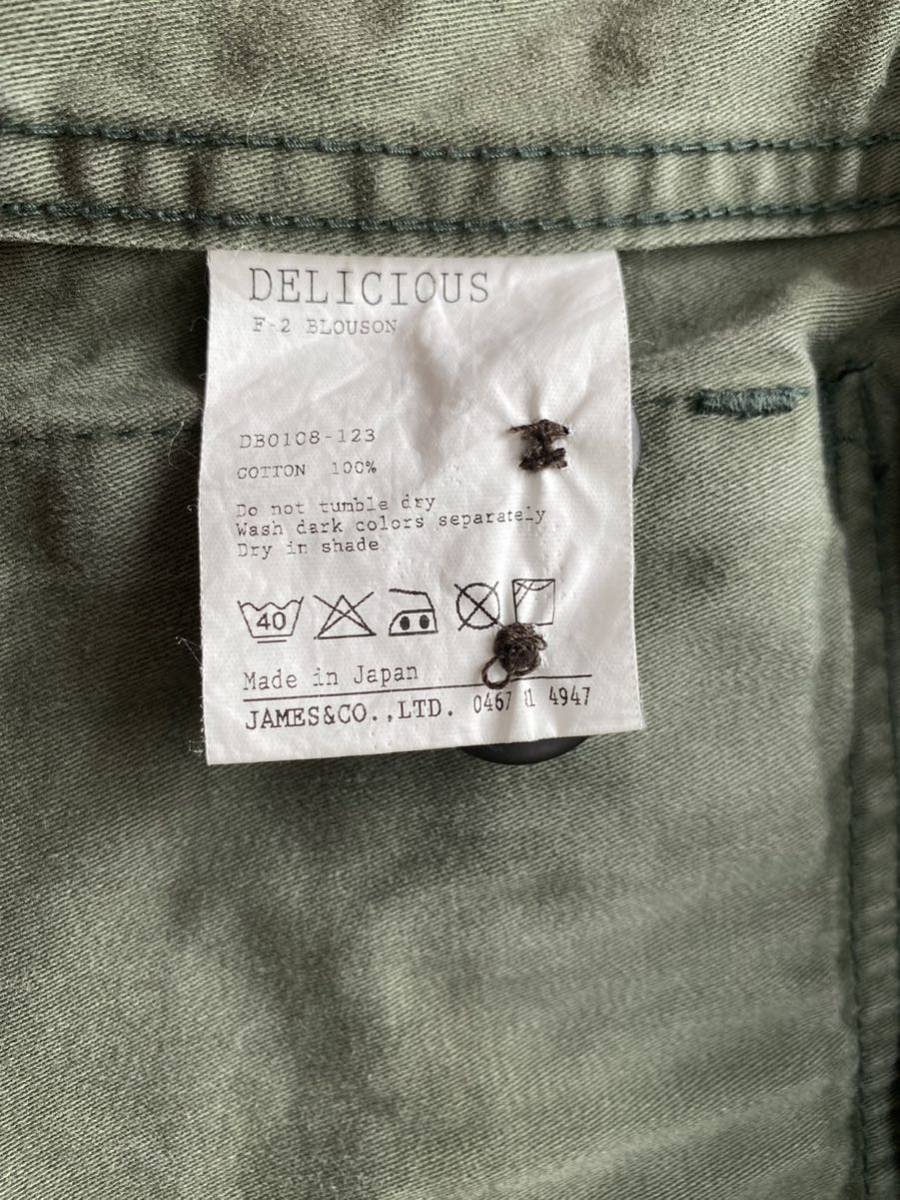 DELICIOUS
F-2 BLOUSON
DB0108-123
COTTON 100%
Do not tumble dry
Wash dark colors separately
Dry in shade
40
Made in Japan
JAMES&CO.,LTD. 0467 4947